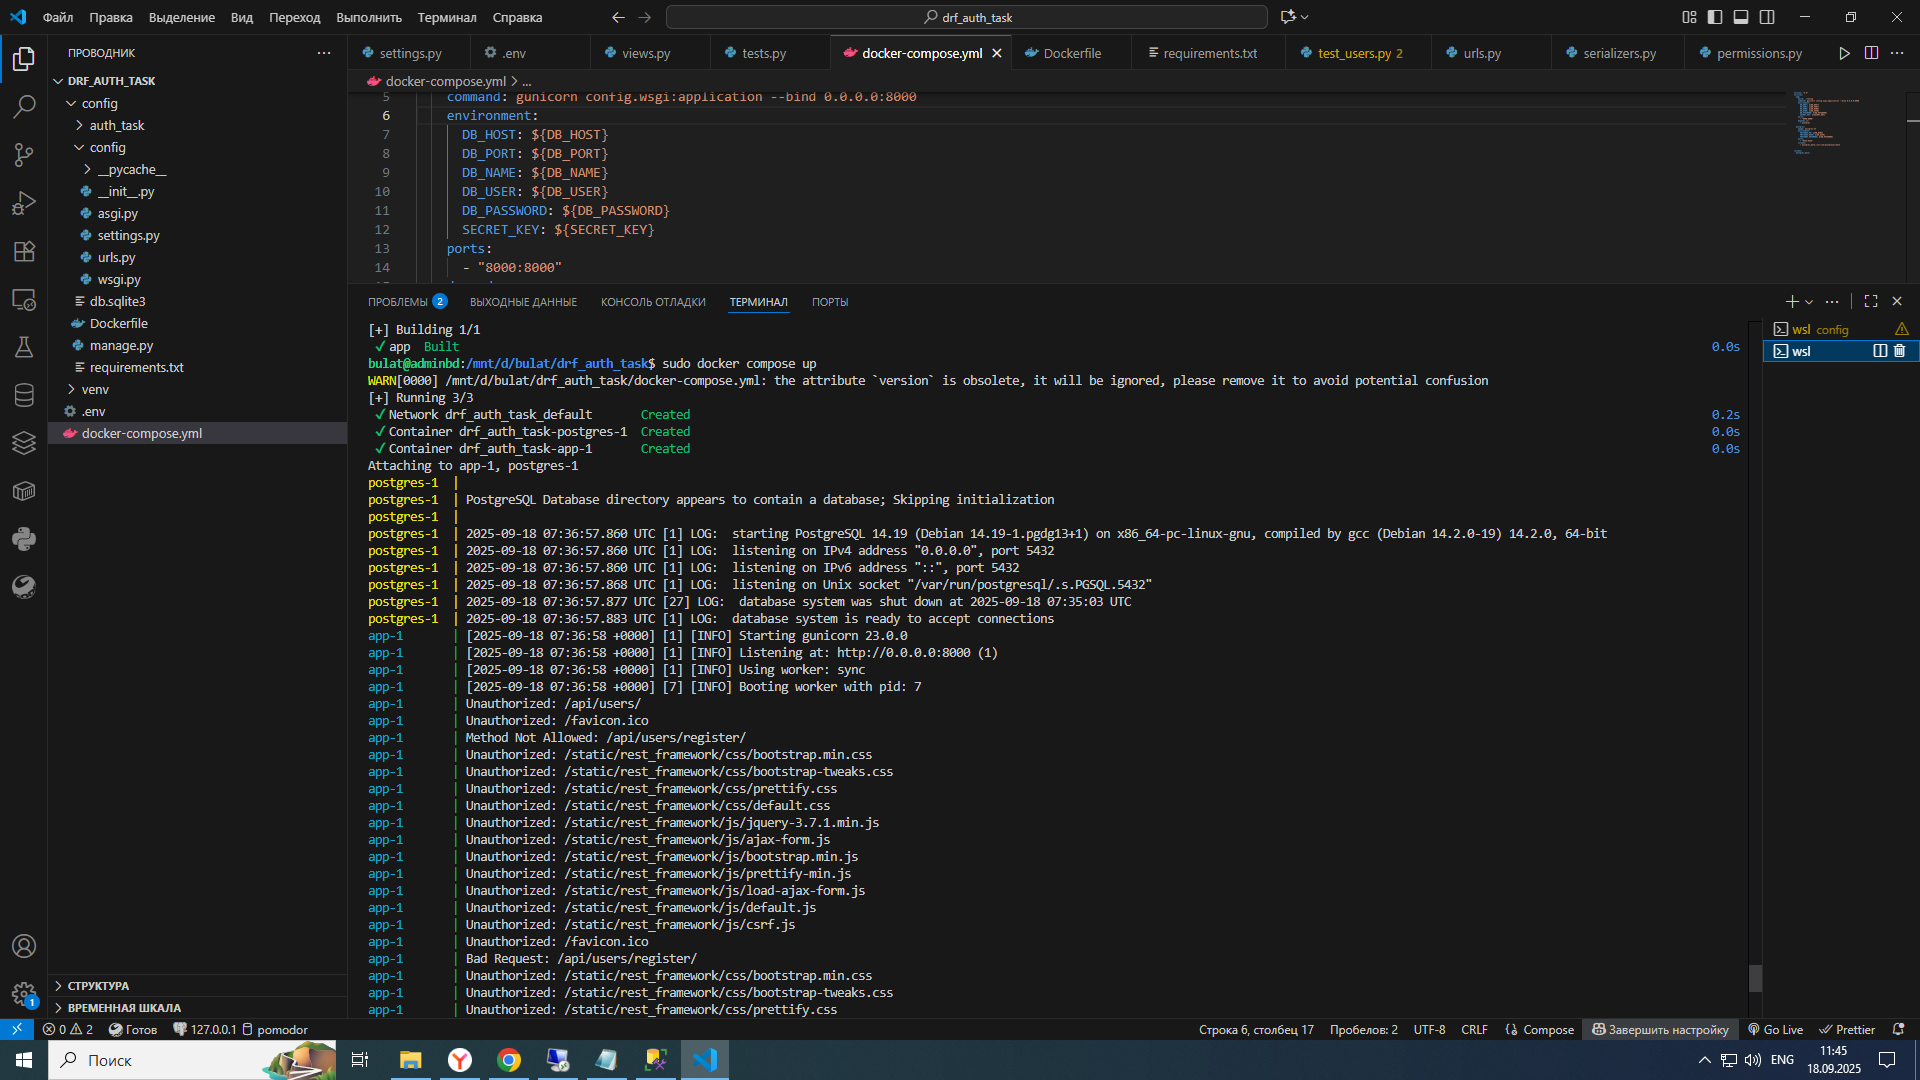 Файл Правка Выделение Вид Переход Выполнить Терминал Справка drf_auth_task
ПРОВОДНИК
DRF_AUTH_TASK
config
auth_task
config
__pycache__
__init__.py
asgi.py
settings.py
urls.py
wsgi.py
db.sqlite3
Dockerfile
manage.py
requirements.txt
venv
.env
docker-compose.yml
СТРУКТУРА
ВРЕМЕННАЯ ШКАЛА
settings.py .env views.py tests.py docker-compose.yml Dockerfile requirements.txt test_users.py 2 urls.py serializers.py permissions.py
docker-compose.yml > ...
5 command: gunicorn config.wsgi:application --bind 0.0.0.0:8000
6 environment:
7 DB_HOST: ${DB_HOST}
8 DB_PORT: ${DB_PORT}
9 DB_NAME: ${DB_NAME}
10 DB_USER: ${DB_USER}
11 DB_PASSWORD: ${DB_PASSWORD}
12 SECRET_KEY: ${SECRET_KEY}
13 ports:
14 - "8000:8000"
ПРОБЛЕМЫ 2 ВЫХОДНЫЕ ДАННЫЕ КОНСОЛЬ ОТЛАДКИ ТЕРМИНАЛ ПОРТЫ
wsl config
wsl
[+] Building 1/1
✓ app Built 0.0s
bulat@adminbd:/mnt/d/bulat/drf_auth_task$ sudo docker compose up
WARN[0000] /mnt/d/bulat/drf_auth_task/docker-compose.yml: the attribute `version` is obsolete, it will be ignored, please remove it to avoid potential confusion
[+] Running 3/3
✓ Network drf_auth_task_default Created 0.2s
✓ Container drf_auth_task-postgres-1 Created 0.0s
✓ Container drf_auth_task-app-1 Created 0.0s
Attaching to app-1, postgres-1
postgres-1 |
postgres-1 | PostgreSQL Database directory appears to contain a database; Skipping initialization
postgres-1 |
postgres-1 | 2025-09-18 07:36:57.860 UTC [1] LOG: starting PostgreSQL 14.19 (Debian 14.19-1.pgdg13+1) on x86_64-pc-linux-gnu, compiled by gcc (Debian 14.2.0-19) 14.2.0, 64-bit
postgres-1 | 2025-09-18 07:36:57.860 UTC [1] LOG: listening on IPv4 address "0.0.0.0", port 5432
postgres-1 | 2025-09-18 07:36:57.860 UTC [1] LOG: listening on IPv6 address "::", port 5432
postgres-1 | 2025-09-18 07:36:57.868 UTC [1] LOG: listening on Unix socket "/var/run/postgresql/.s.PGSQL.5432"
postgres-1 | 2025-09-18 07:36:57.877 UTC [27] LOG: database system was shut down at 2025-09-18 07:35:03 UTC
postgres-1 | 2025-09-18 07:36:57.883 UTC [1] LOG: database system is ready to accept connections
app-1 | [2025-09-18 07:36:58 +0000] [1] [INFO] Starting gunicorn 23.0.0
app-1 | [2025-09-18 07:36:58 +0000] [1] [INFO] Listening at: http://0.0.0.0:8000 (1)
app-1 | [2025-09-18 07:36:58 +0000] [1] [INFO] Using worker: sync
app-1 | [2025-09-18 07:36:58 +0000] [7] [INFO] Booting worker with pid: 7
app-1 | Unauthorized: /api/users/
app-1 | Unauthorized: /favicon.ico
app-1 | Method Not Allowed: /api/users/register/
app-1 | Unauthorized: /static/rest_framework/css/bootstrap.min.css
app-1 | Unauthorized: /static/rest_framework/css/bootstrap-tweaks.css
app-1 | Unauthorized: /static/rest_framework/css/prettify.css
app-1 | Unauthorized: /static/rest_framework/css/default.css
app-1 | Unauthorized: /static/rest_framework/js/jquery-3.7.1.min.js
app-1 | Unauthorized: /static/rest_framework/js/ajax-form.js
app-1 | Unauthorized: /static/rest_framework/js/bootstrap.min.js
app-1 | Unauthorized: /static/rest_framework/js/prettify-min.js
app-1 | Unauthorized: /static/rest_framework/js/load-ajax-form.js
app-1 | Unauthorized: /static/rest_framework/js/default.js
app-1 | Unauthorized: /static/rest_framework/js/csrf.js
app-1 | Unauthorized: /favicon.ico
app-1 | Bad Request: /api/users/register/
app-1 | Unauthorized: /static/rest_framework/css/bootstrap.min.css
app-1 | Unauthorized: /static/rest_framework/css/bootstrap-tweaks.css
app-1 | Unauthorized: /static/rest_framework/css/prettify.css
1
0 2 Готов 127.0.0.1 pomodor Строка 6, столбец 17 Пробелов: 2 UTF-8 CRLF Compose Завершить настройку Go Live Prettier
Поиск ENG 11:45
18.09.2025